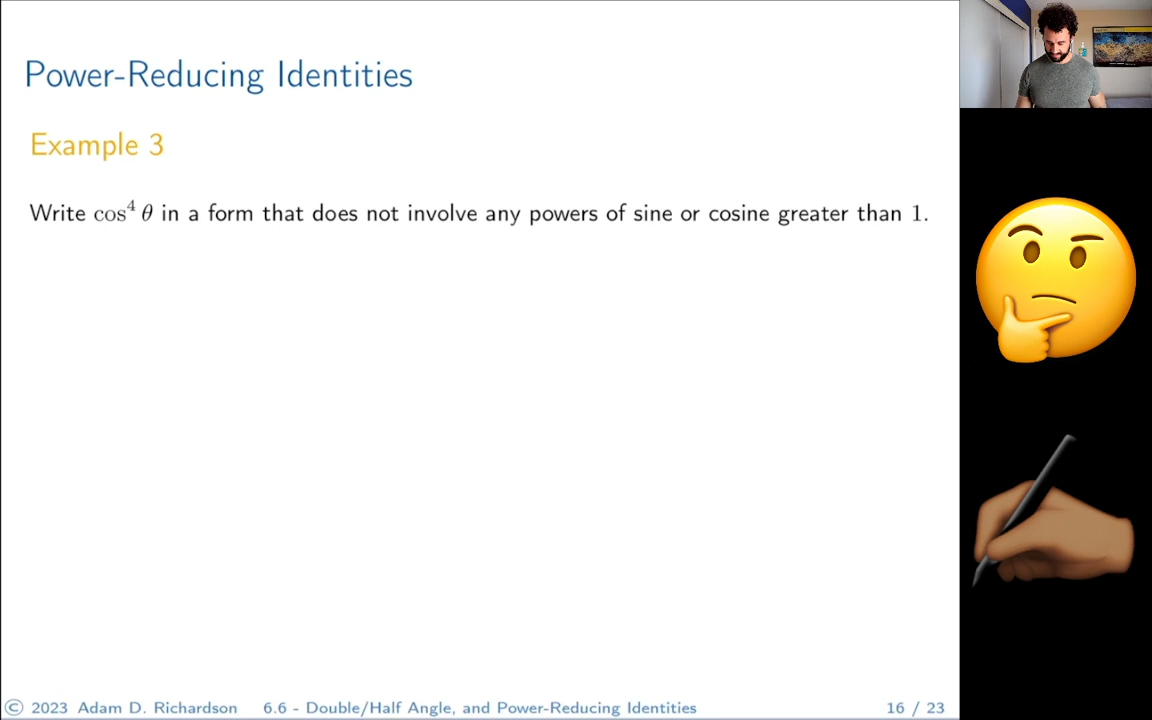 Power-Reducing Identities
Example 3
Write cos⁴ θ in a form that does not involve any powers of sine or cosine greater than 1.
© 2023 Adam D. Richardson 6.6 - Double/Half Angle, and Power-Reducing Identities 16 / 23